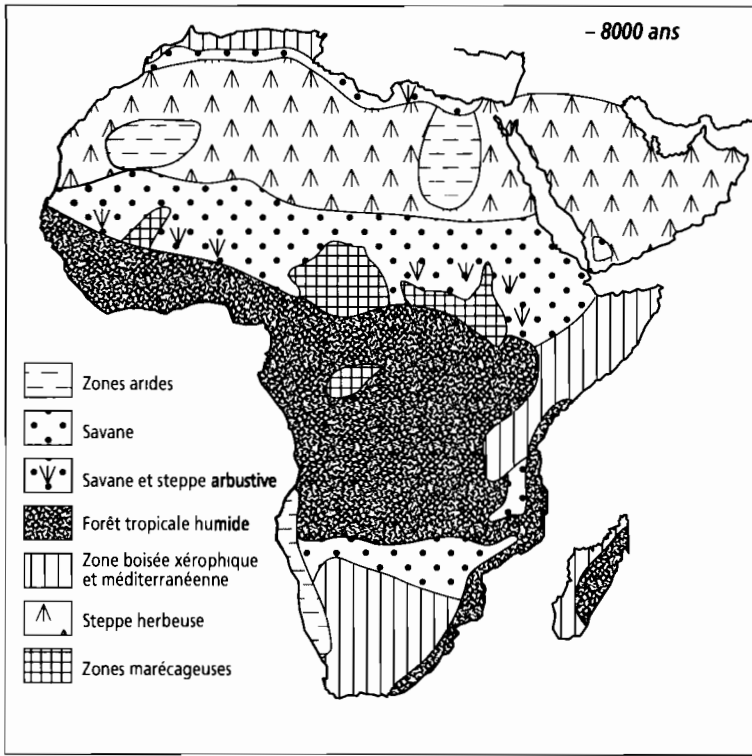 – 8000 ans
Zones arides
Savane
Savane et steppe arbustive
Forêt tropicale humide
Zone boisée xérophique
et méditerranéenne
Steppe herbeuse
Zones marécageuses